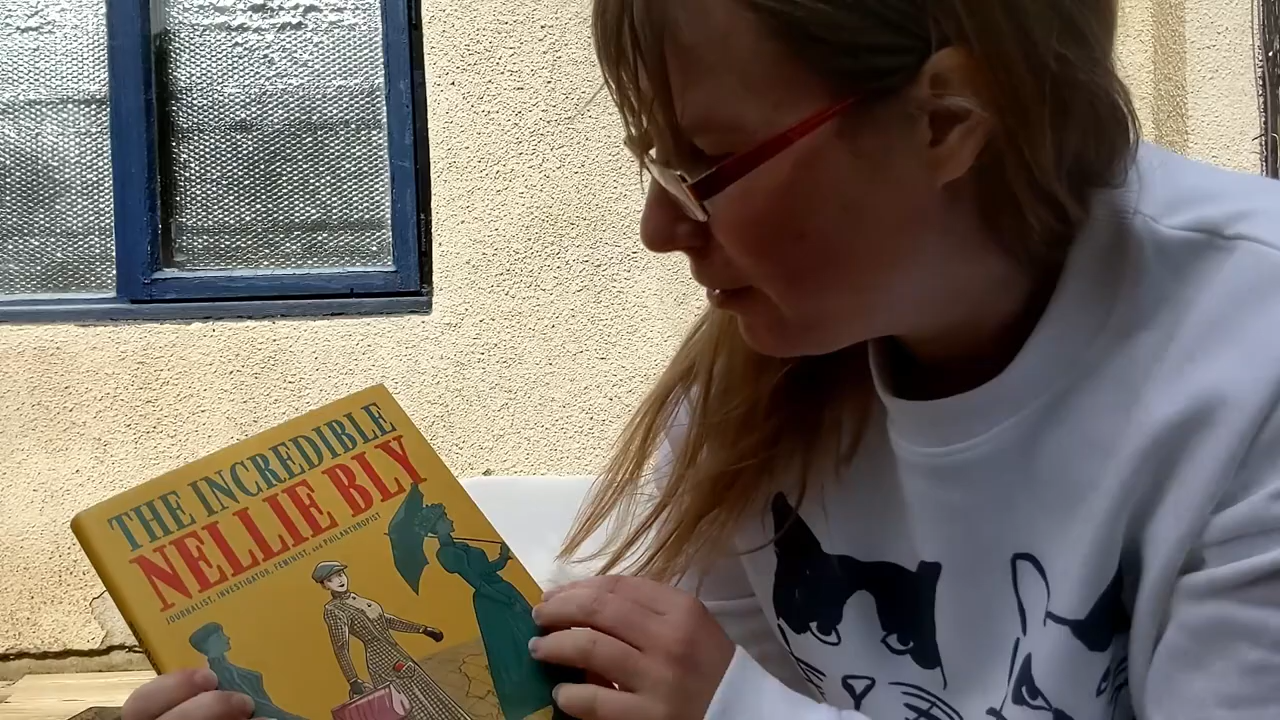 THE INCREDIBLE
NELLIE BLY
JOURNALIST, INVESTIGATOR, FEMINIST, and PHILANTHROPIST